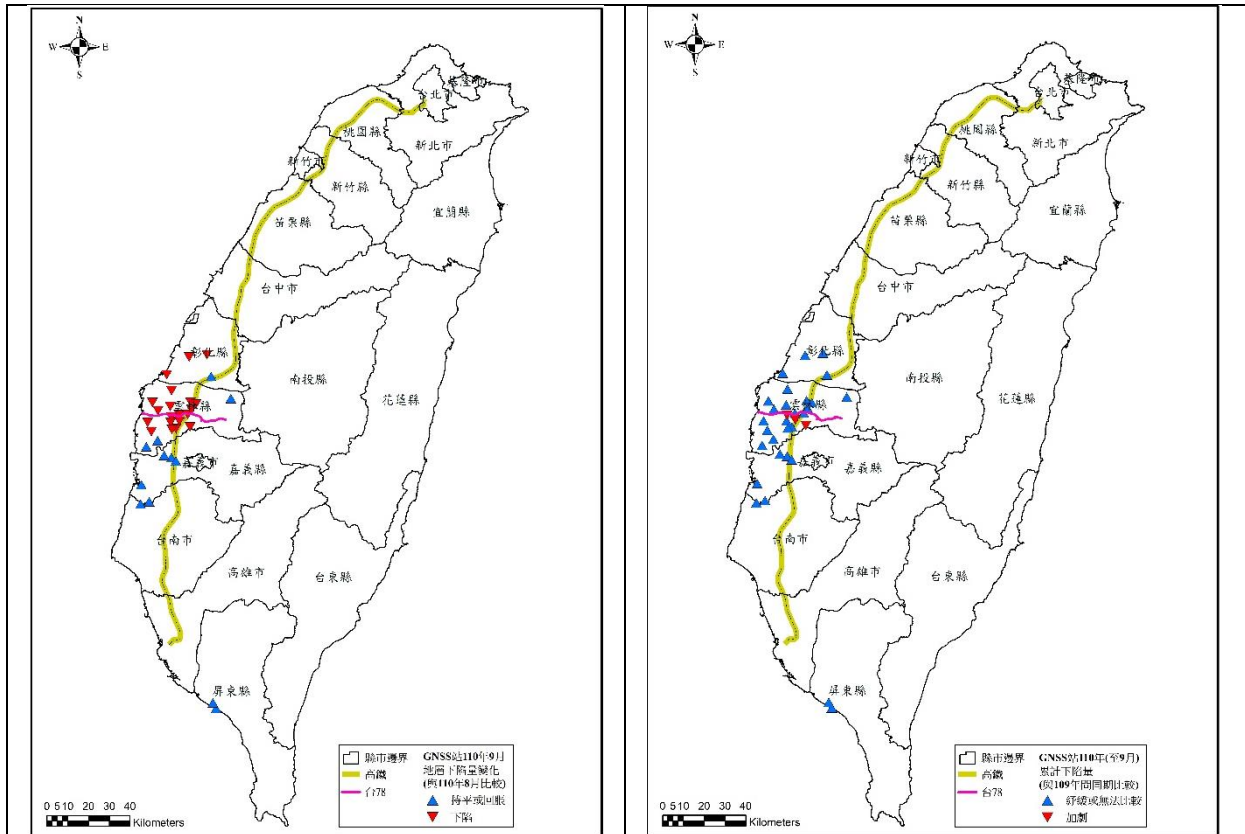 N
W E
S
基隆市
台北市
桃園縣
新北市
新竹市
新竹縣
宜蘭縣
苗栗縣
台中市
彰化縣
南投縣
花蓮縣
雲林縣
嘉義市
嘉義縣
台南市
高雄市
台東縣
屏東縣
縣市邊界
高鐵
台78
GNSS站110年9月
地層下陷量變化
(與110年8月比較)
持平或回脹
下陷
0 510 20 30 40
Kilometers
N
W E
S
基隆市
台北市
桃園縣
新北市
新竹市
新竹縣
宜蘭縣
苗栗縣
台中市
彰化縣
南投縣
花蓮縣
雲林縣
嘉義市
嘉義縣
台南市
高雄市
台東縣
屏東縣
縣市邊界
高鐵
台78
GNSS站110年(至9月)
累計下陷量
(與109年間同期比較)
紓緩或無法比較
加劇
0 510 20 30 40
Kilometers